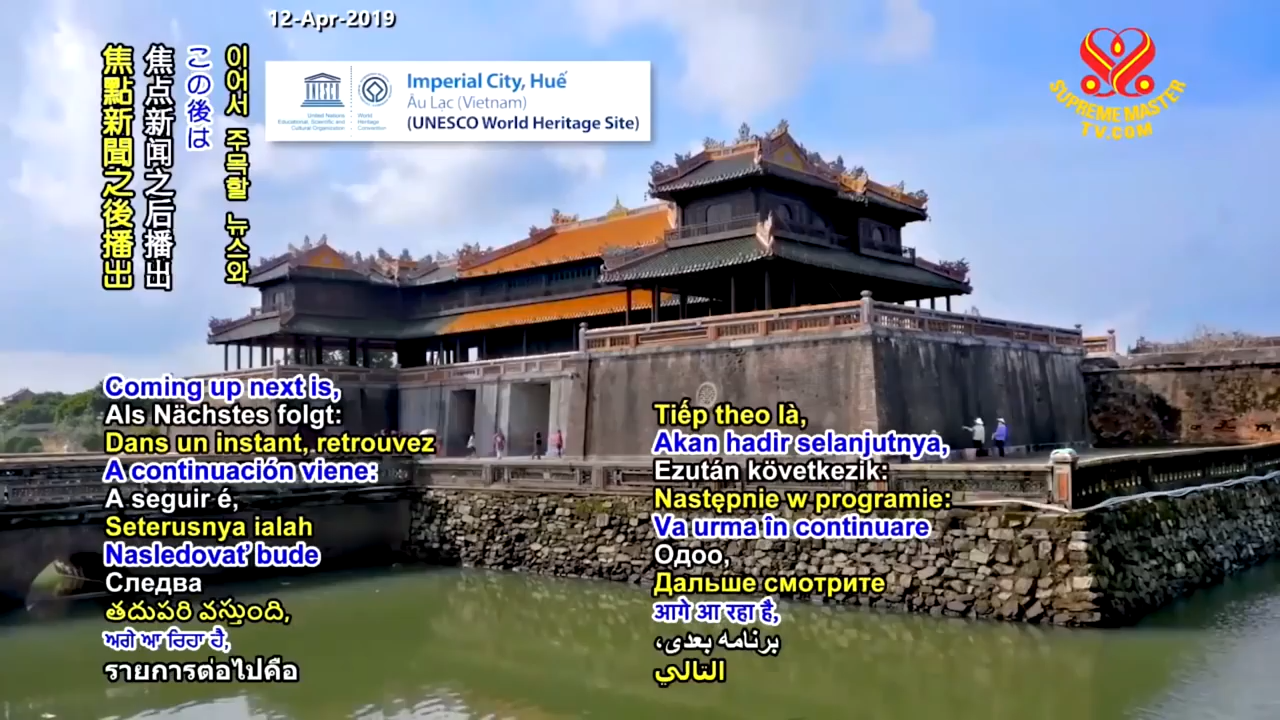 12-Apr-2019
United Nations
Educational, Scientific and
Cultural Organization
World
Heritage
Convention
Imperial City, Huế
Âu Lạc (Vietnam)
(UNESCO World Heritage Site)
SUPREME MASTER
TV.COM
焦點新聞之後播出
焦点新闻之后播出
この後は
이어서 주목할 뉴스와
Coming up next is,
Als Nächstes folgt:
Dans un instant, retrouvez
A continuación viene:
A seguir é,
Seterusnya ialah
Nasledovať bude
Следва
తదుపరి వస్తుంది,
ਅਗੇ ਆ ਰਿਹਾ ਹੈ,
รายการต่อไปคือ
Tiếp theo là,
Akan hadir selanjutnya,
Ezután következik:
Następnie w programie:
Va urma în continuare
Одоо,
Дальше смотрите
आगे आ रहा है,
برنامه بعدی،
التالي